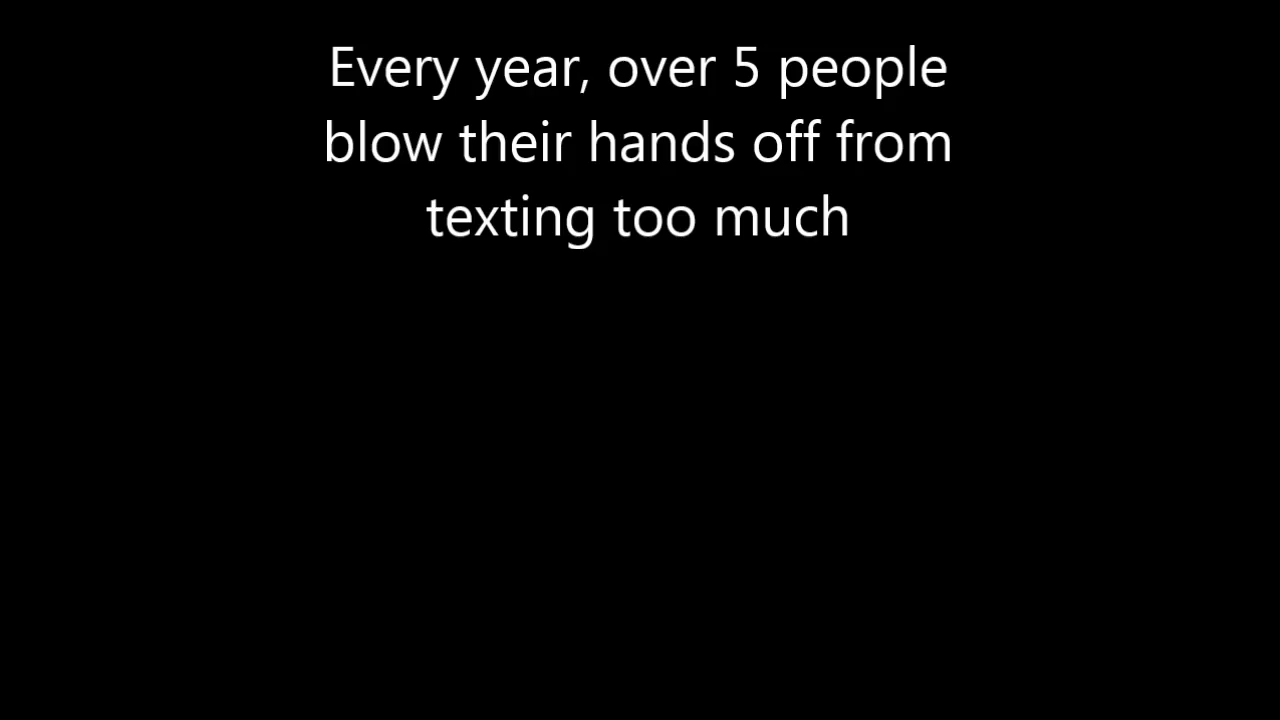 Every year, over 5 people
blow their hands off from
texting too much